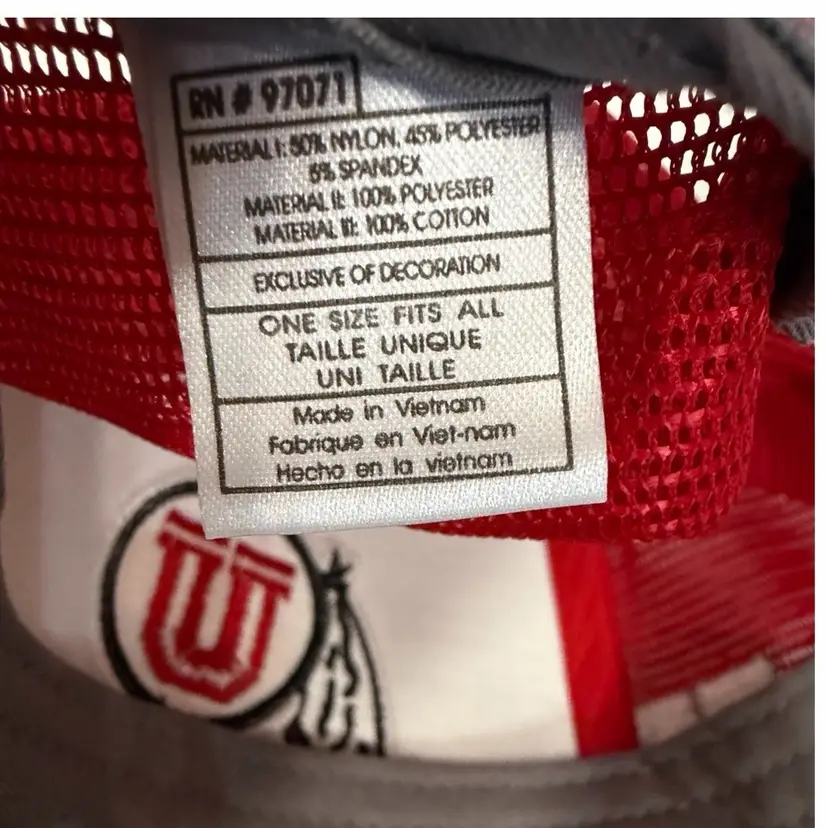 RN # 97071
MATERIAL I: 50% NYLON, 45% POLYESTER
5% SPANDEX
MATERIAL II: 100% POLYESTER
MATERIAL III: 100% COTTON
EXCLUSIVE OF DECORATION
ONE SIZE FITS ALL
TAILLE UNIQUE
UNI TAILLE
Made in Vietnam
Fabrique en Viet-nam
Hecho en la vietnam
U